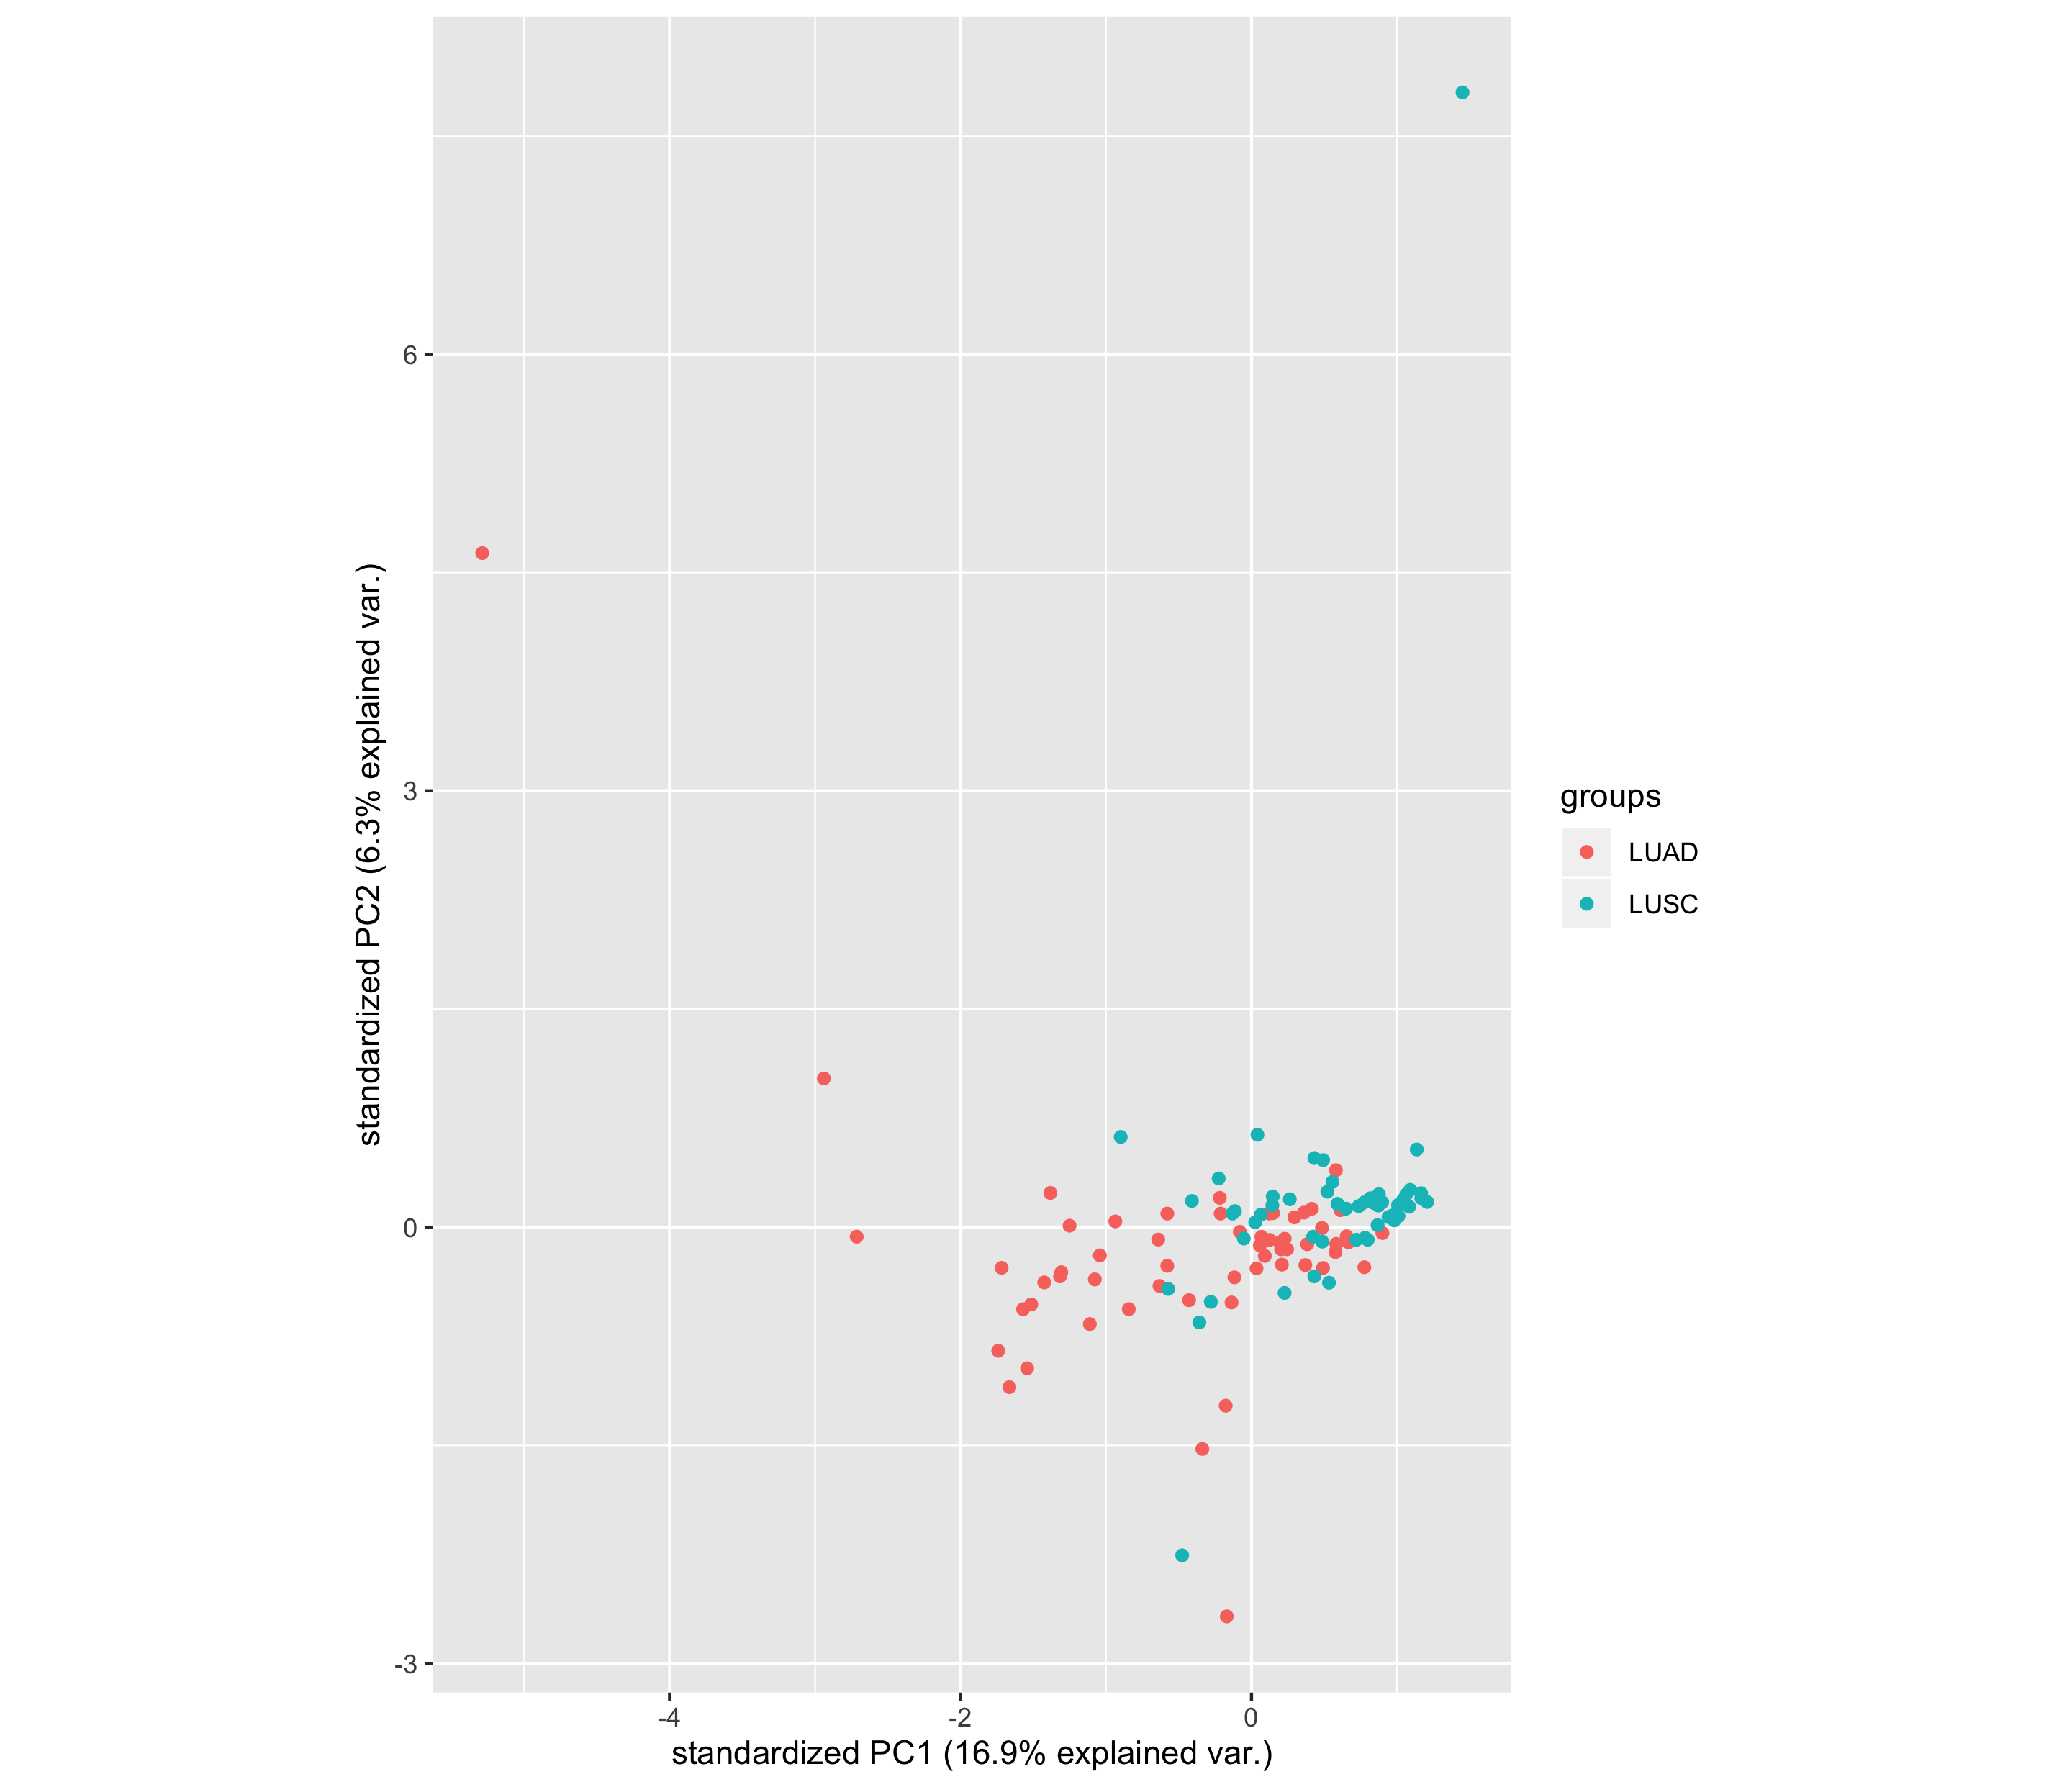 standardized PC2 (6.3% explained var.)
6
3
0
-3
-4
-2
0
standardized PC1 (16.9% explained var.)
groups
LUAD
LUSC